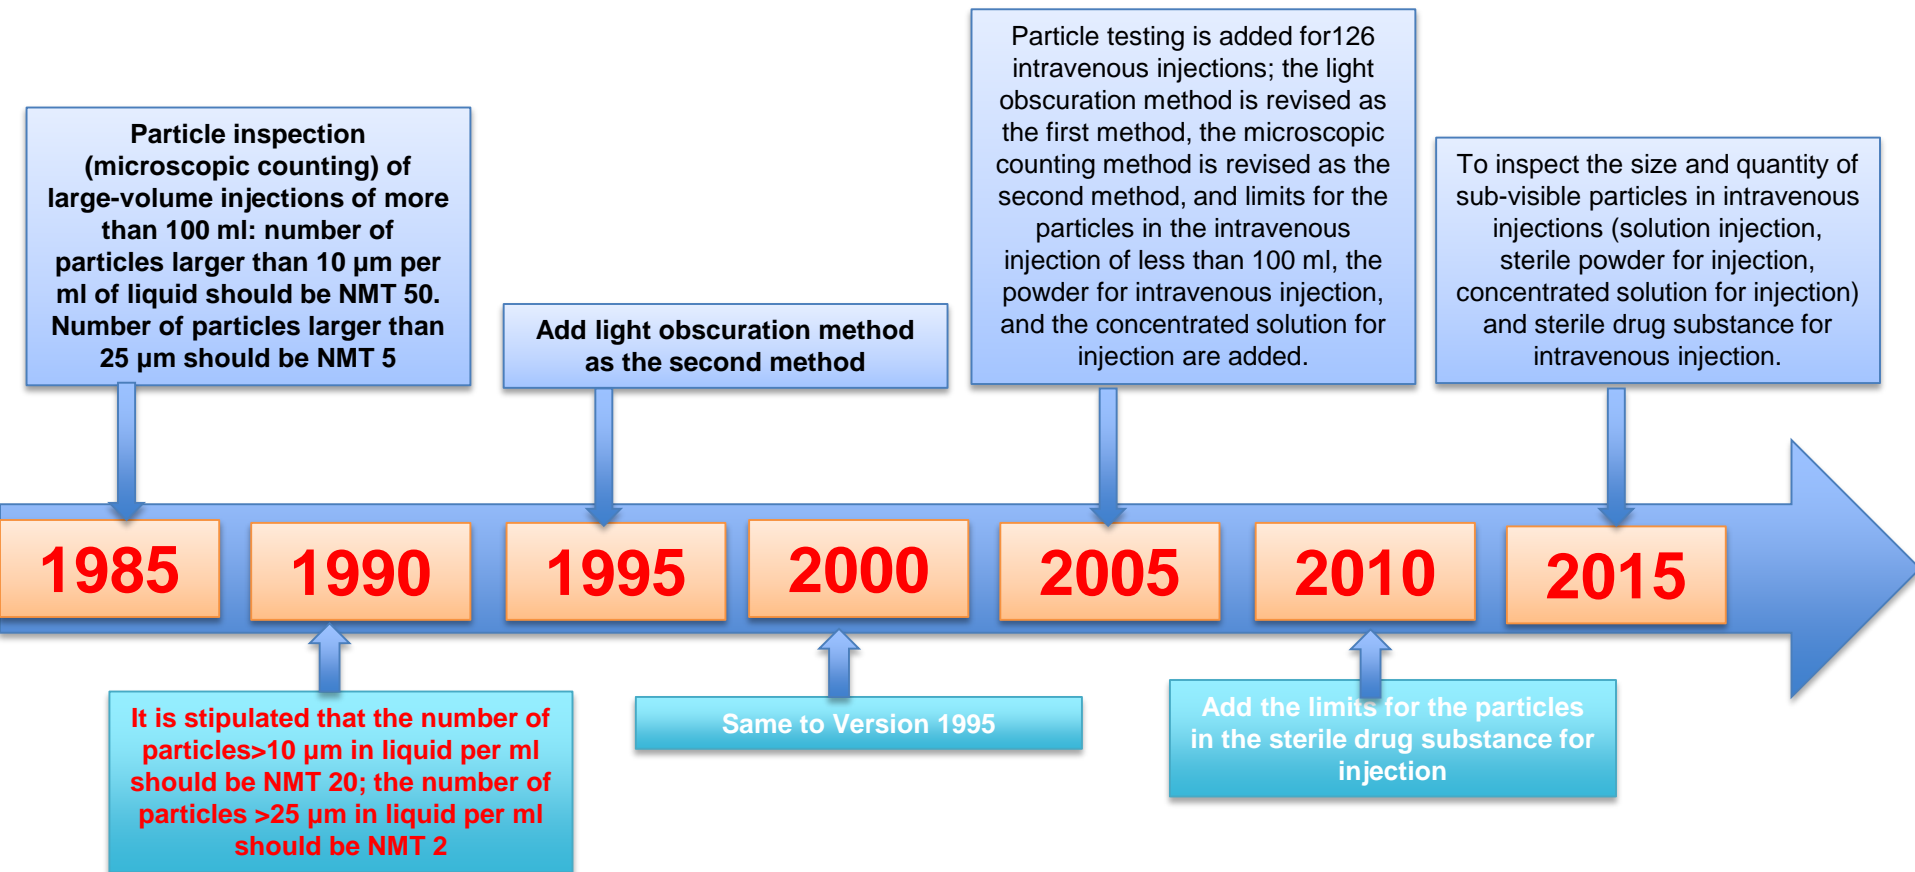 Particle inspection
(microscopic counting) of
large-volume injections of more
than 100 ml: number of
particles larger than 10 µm per
ml of liquid should be NMT 50.
Number of particles larger than
25 µm should be NMT 5
Add light obscuration method
as the second method
Particle testing is added for126
intravenous injections; the light
obscuration method is revised as
the first method, the microscopic
counting method is revised as the
second method, and limits for the
particles in the intravenous
injection of less than 100 ml, the
powder for intravenous injection,
and the concentrated solution for
injection are added.
To inspect the size and quantity of
sub-visible particles in intravenous
injections (solution injection,
sterile powder for injection,
concentrated solution for injection)
and sterile drug substance for
intravenous injection.
1985
1990
1995
2000
2005
2010
2015
It is stipulated that the number of
particles>10 µm in liquid per ml
should be NMT 20; the number of
particles >25 µm in liquid per ml
should be NMT 2
Same to Version 1995
Add the limits for the particles
in the sterile drug substance for
injection